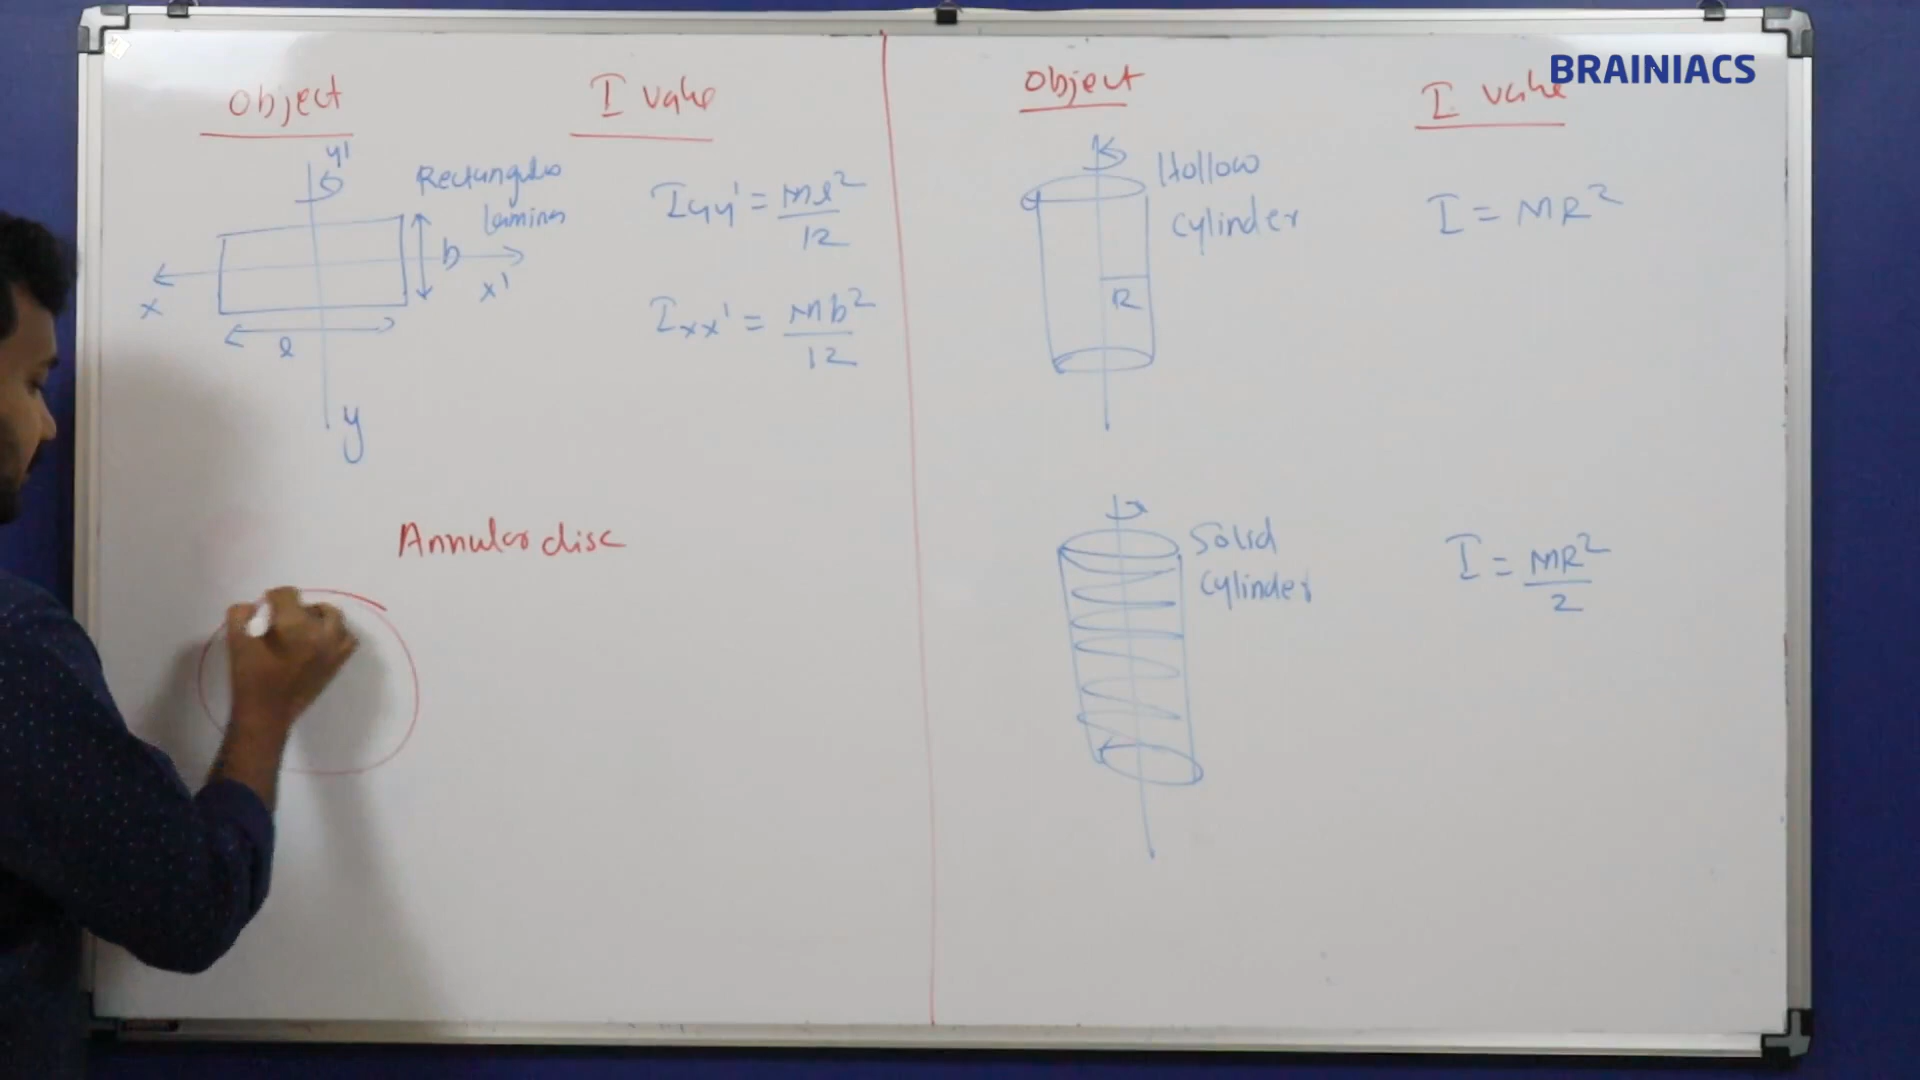 BRAINIACS
Object
I value
y'
Rectangular
lamina
b
x
x'
l
y
Iyy' = Ml²/12
Ixx' = Mb²/12
Annular disc
Object
I value
Hollow
cylinder
R
I = MR²
Solid
cylinder
I = MR²/2